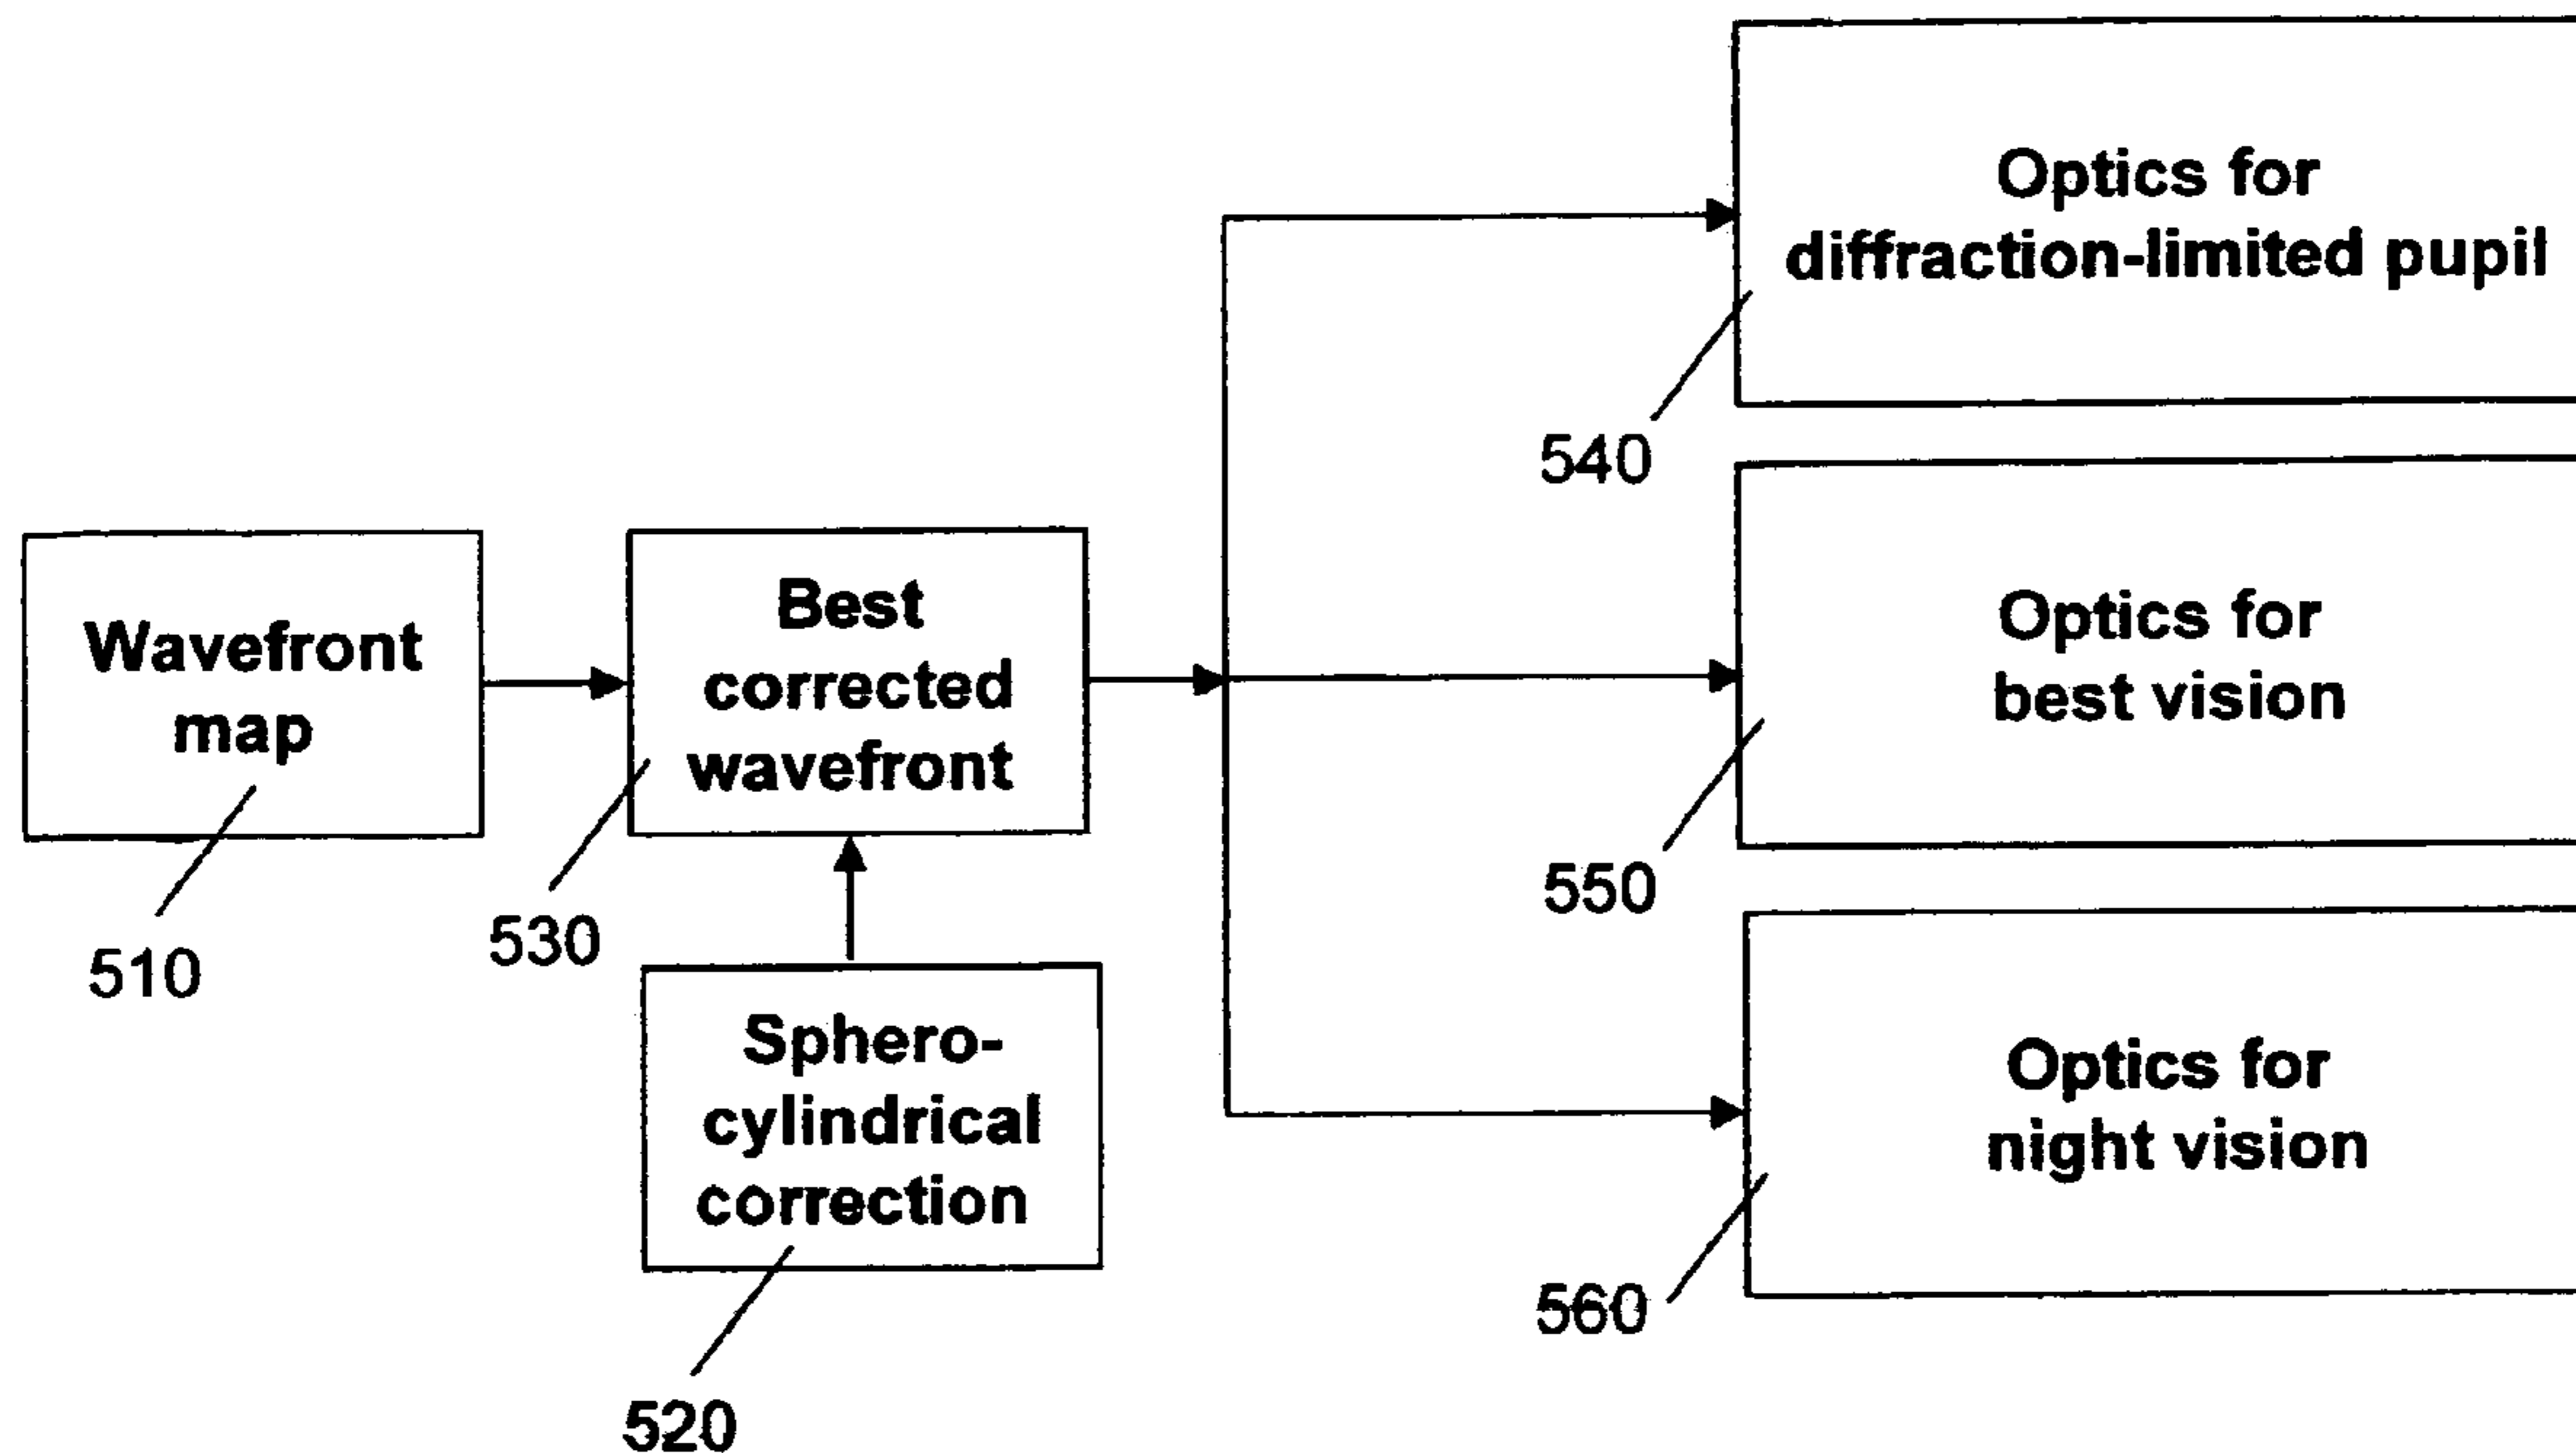 Optics for
diffraction-limited pupil
540
Optics for
best vision
550
Wavefront
map
510
Best
corrected
wavefront
530
Sphero-
cylindrical
correction
520
Optics for
night vision
560